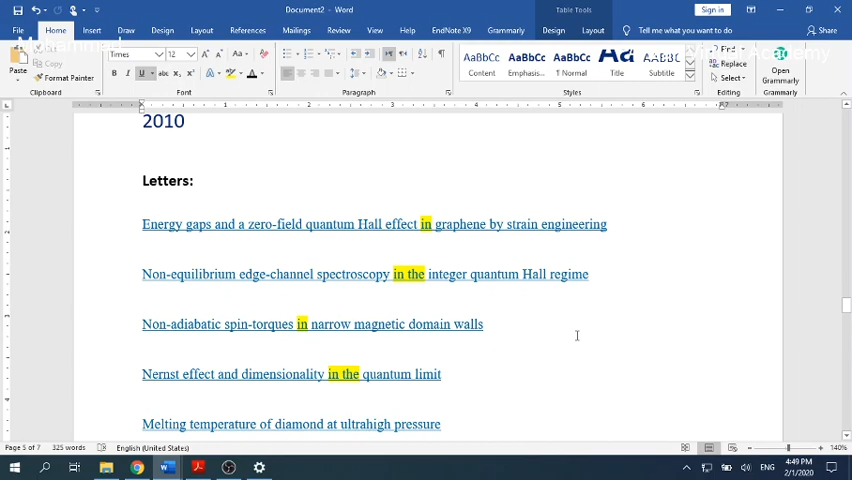 Document2 - Word
Table Tools
Sign in
File
Home
Insert
Draw
Design
Layout
References
Mailings
Review
View
Help
EndNote X9
Grammarly
Design
Layout
Tell me what you want to do
Share
Academy
Paste
Copy
Format Painter
Times
12
Content
Emphasis...
¶ Normal
Title
Subtitle
Find
Replace
Select
Open
Grammarly
Clipboard
Font
Paragraph
Styles
Editing
Grammarly
2010
Letters:
Energy gaps and a zero-field quantum Hall effect in graphene by strain engineering
Non-equilibrium edge-channel spectroscopy in the integer quantum Hall regime
Non-adiabatic spin-torques in narrow magnetic domain walls
Nernst effect and dimensionality in the quantum limit
Melting temperature of diamond at ultrahigh pressure
Page 5 of 7
325 words
English (United States)
140%
ENG
4:49 PM
2/1/2020